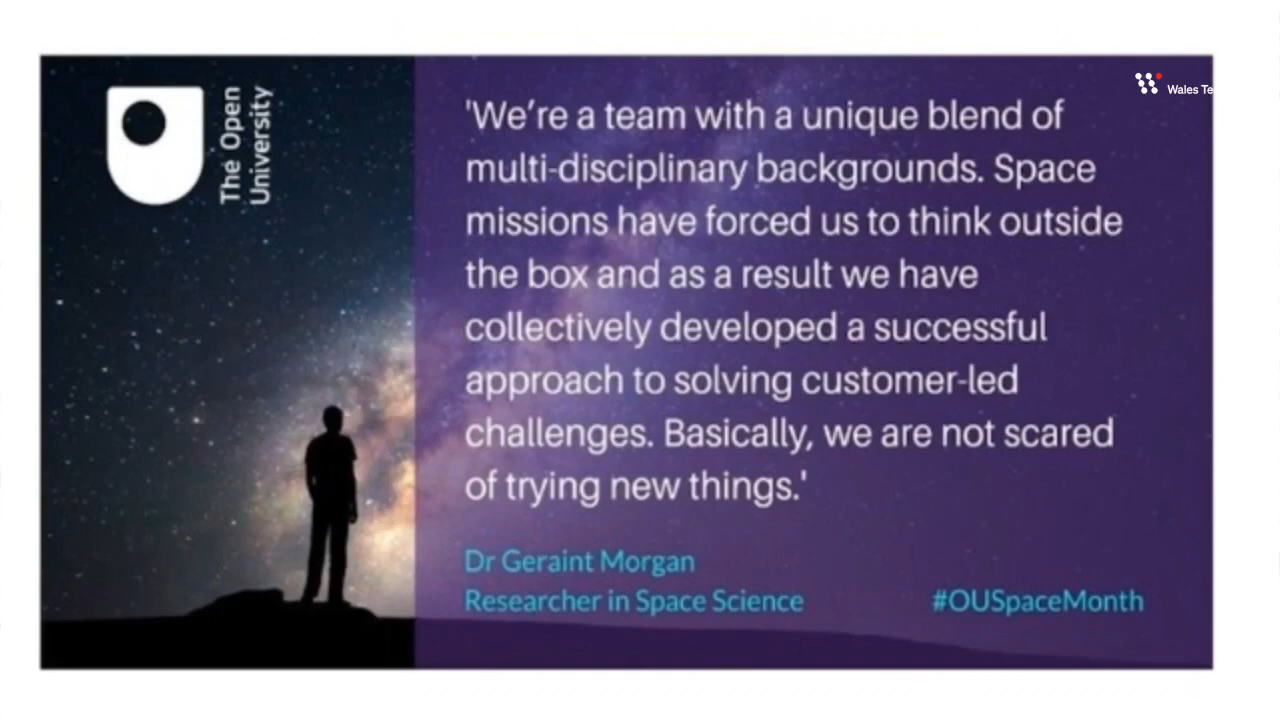 The Open
University
Wales Te
'We’re a team with a unique blend of
multi-disciplinary backgrounds. Space
missions have forced us to think outside
the box and as a result we have
collectively developed a successful
approach to solving customer-led
challenges. Basically, we are not scared
of trying new things.'
Dr Geraint Morgan
Researcher in Space Science
#OUSpaceMonth